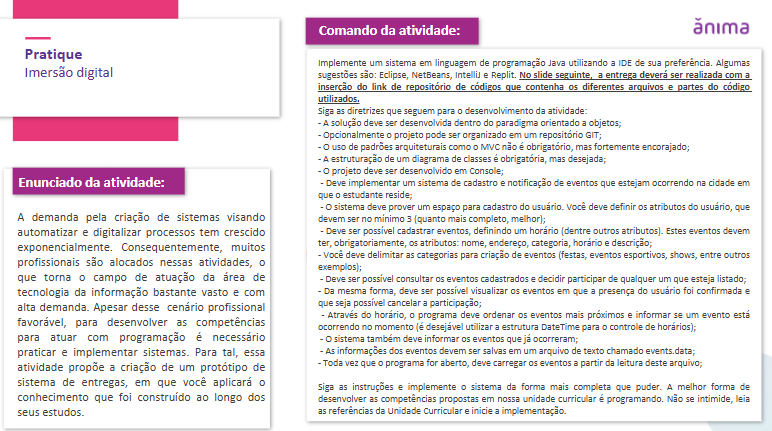 Pratique
Imersão digital
Enunciado da atividade:
A demanda pela criação de sistemas visando
automatizar e digitalizar processos tem crescido
exponencialmente. Consequentemente, muitos
profissionais são alocados nessas atividades, o
que torna o campo de atuação da área de
tecnologia da informação bastante vasto e com
alta demanda. Apesar desse cenário profissional
favorável, para desenvolver as competências
para atuar com programação é necessário
praticar e implementar sistemas. Para tal, essa
atividade propõe a criação de um protótipo de
sistema de entregas, em que você aplicará o
conhecimento que foi construído ao longo dos
seus estudos.
Comando da atividade:
ănima
Implemente um sistema em linguagem de programação Java utilizando a IDE de sua preferência. Algumas
sugestões são: Eclipse, NetBeans, IntelliJ e Replit. No slide seguinte, a entrega deverá ser realizada com a
inserção do link de repositório de códigos que contenha os diferentes arquivos e partes do código
utilizados.
Siga as diretrizes que seguem para o desenvolvimento da atividade:
- A solução deve ser desenvolvida dentro do paradigma orientado a objetos;
- Opcionalmente o projeto pode ser organizado em um repositório GIT;
- O uso de padrões arquiteturais como o MVC não é obrigatório, mas fortemente encorajado;
- A estruturação de um diagrama de classes é obrigatória, mas desejada;
- O projeto deve ser desenvolvido em Console;
- Deve implementar um sistema de cadastro e notificação de eventos que estejam ocorrendo na cidade em
que o estudante reside;
- O sistema deve prover um espaço para cadastro do usuário. Você deve definir os atributos do usuário, que
devem ser no mínimo 3 (quanto mais completo, melhor);
- Deve ser possível cadastrar eventos, definindo um horário (dentre outros atributos). Estes eventos devem
ter, obrigatoriamente, os atributos: nome, endereço, categoria, horário e descrição;
- Você deve delimitar as categorias para criação de eventos (festas, eventos esportivos, shows, entre outros
exemplos);
- Deve ser possível consultar os eventos cadastrados e decidir participar de qualquer um que esteja listado;
- Da mesma forma, deve ser possível visualizar os eventos em que a presença do usuário foi confirmada e
que seja possível cancelar a participação;
- Através do horário, o programa deve ordenar os eventos mais próximos e informar se um evento está
ocorrendo no momento (é desejável utilizar a estrutura DateTime para o controle de horários);
- O sistema também deve informar os eventos que já ocorreram;
- As informações dos eventos devem ser salvas em um arquivo de texto chamado events.data;
- Toda vez que o programa for aberto, deve carregar os eventos a partir da leitura deste arquivo;
Siga as instruções e implemente o sistema da forma mais completa que puder. A melhor forma de
desenvolver as competências propostas em nossa unidade curricular é programando. Não se intimide, leia
as referências da Unidade Curricular e inicie a implementação.